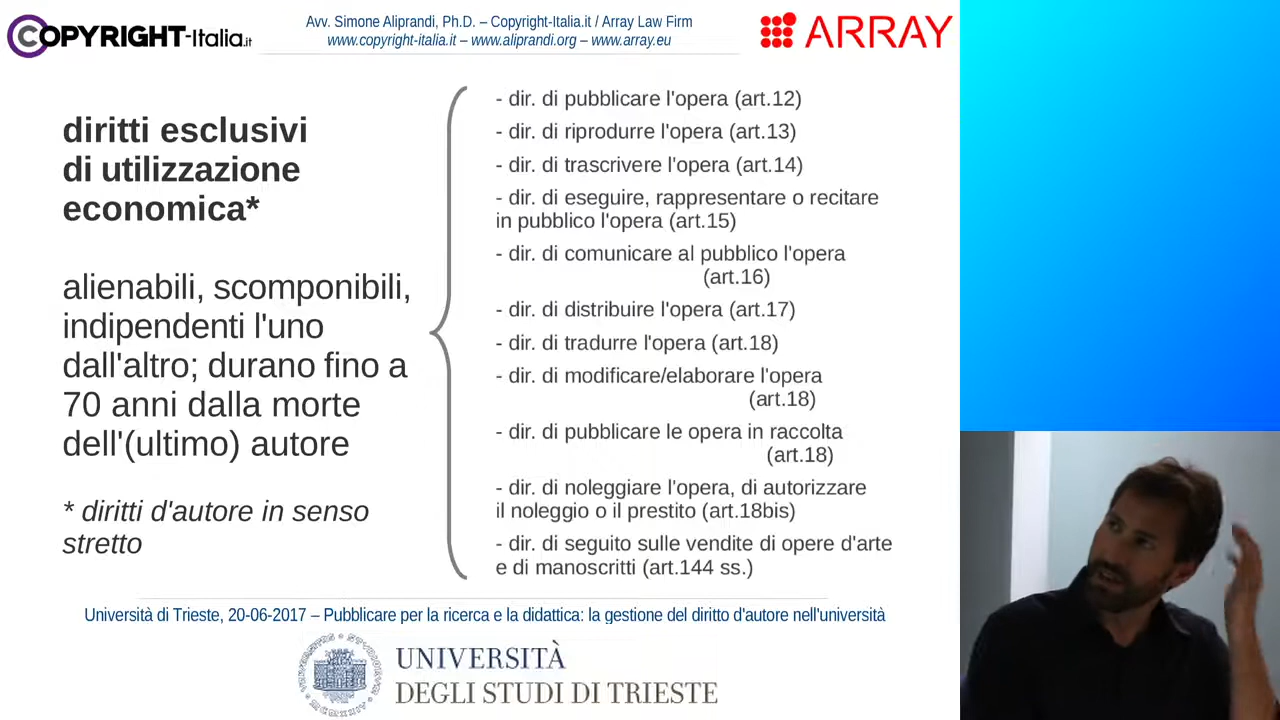 COPYRIGHT-Italia.it
Avv. Simone Aliprandi, Ph.D. – Copyright-Italia.it / Array Law Firm
www.copyright-italia.it – www.aliprandi.org – www.array.eu
ARRAY
diritti esclusivi
di utilizzazione
economica*
alienabili, scomponibili,
indipendenti l'uno
dall'altro; durano fino a
70 anni dalla morte
dell'(ultimo) autore
* diritti d'autore in senso
stretto
- dir. di pubblicare l'opera (art.12)
- dir. di riprodurre l'opera (art.13)
- dir. di trascrivere l'opera (art.14)
- dir. di eseguire, rappresentare o recitare
in pubblico l'opera (art.15)
- dir. di comunicare al pubblico l'opera
(art.16)
- dir. di distribuire l'opera (art.17)
- dir. di tradurre l'opera (art.18)
- dir. di modificare/elaborare l'opera
(art.18)
- dir. di pubblicare le opera in raccolta
(art.18)
- dir. di noleggiare l'opera, di autorizzare
il noleggio o il prestito (art.18bis)
- dir. di seguito sulle vendite di opere d'arte
e di manoscritti (art.144 ss.)
Università di Trieste, 20-06-2017 – Pubblicare per la ricerca e la didattica: la gestione del diritto d'autore nell'università
UNIVERSITÀ
DEGLI STUDI DI TRIESTE